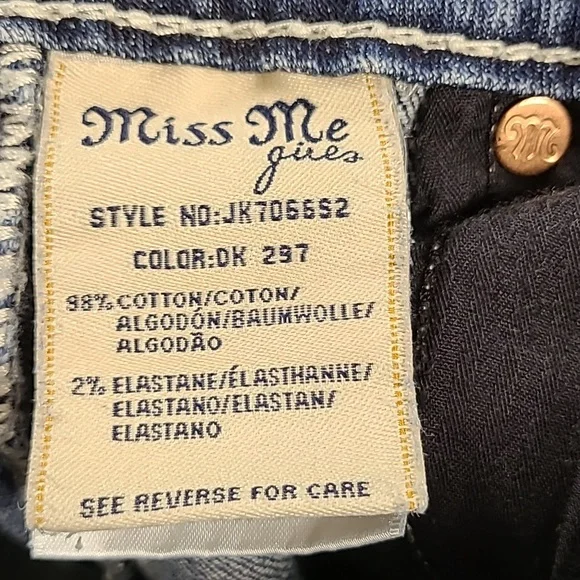 Miss Me
girls
STYLE NO:JK7066S2
COLOR:DK 297
98% COTTON/COTON/
ALGODÓN/BAUMWOLLE/
ALGODÃO
2% ELASTANE/ÉLASTHANNE/
ELASTANO/ELASTAN/
ELASTANO
SEE REVERSE FOR CARE
M